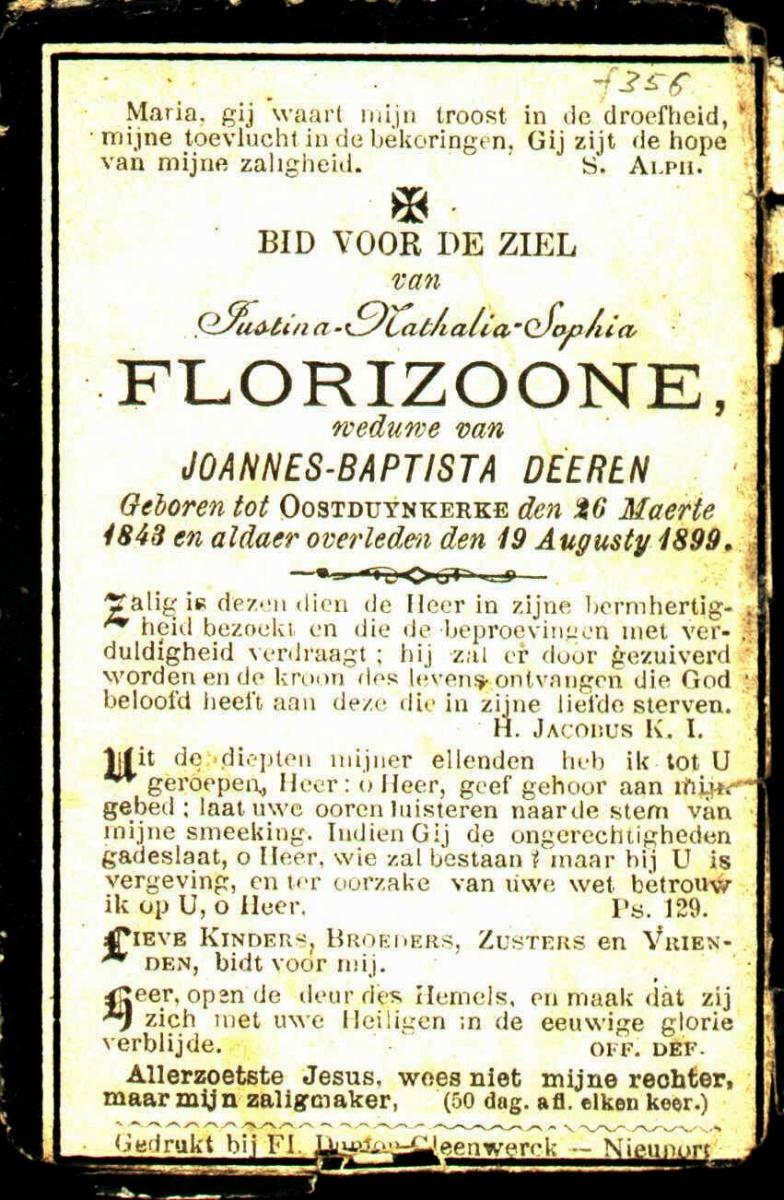 f356
Maria, gij waart mijn troost in de droefheid,
mijne toevlucht in de bekoringen, Gij zijt de hope
van mijne zaligheid. S. ALPH.
BID VOOR DE ZIEL
van
Justina-Nathalia-Sophia
FLORIZOONE,
weduwe van
JOANNES-BAPTISTA DEEREN
Geboren tot OOSTDUYNKERKE den 26 Maerte
1843 en aldaer overleden den 19 Augusty 1899.
Zalig is dezen dien de Heer in zijne bermhertig-
heid bezoekt en die de beproevingen met ver-
duldigheid verdraagt ; hij zal er door gezuiverd
worden en de kroon des levens ontvangen die God
beloofd heeft aan deze die in zijne liefde sterven.
H. JACOBUS K. I.
Uit de diepten mijner ellenden heb ik tot U
geroepen, Heer : o Heer, geef gehoor aan mijn
gebed ; laat uwe ooren luisteren naar de stem van
mijne smeeking. Indien Gij de ongerechtigheden
gadeslaat, o Heer, wie zal bestaan ? maar bij U is
vergeving, en ter oorzake van uwe wet betrouw
ik op U, o Heer. Ps. 129.
LIEVE KINDERS, BROEDERS, ZUSTERS en VRIEN-
DEN, bidt voor mij.
Heer, open de deur des Hemels, en maak dat zij
zich met uwe Heiligen in de eeuwige glorie
verblijde. OFF. DEF.
Allerzoetste Jesus, wees niet mijne rechter,
maar mijn zaligmaker, (50 dag. afl. elken keer.)
Gedrukt bij Fl. Cleenwerck — Nieuport